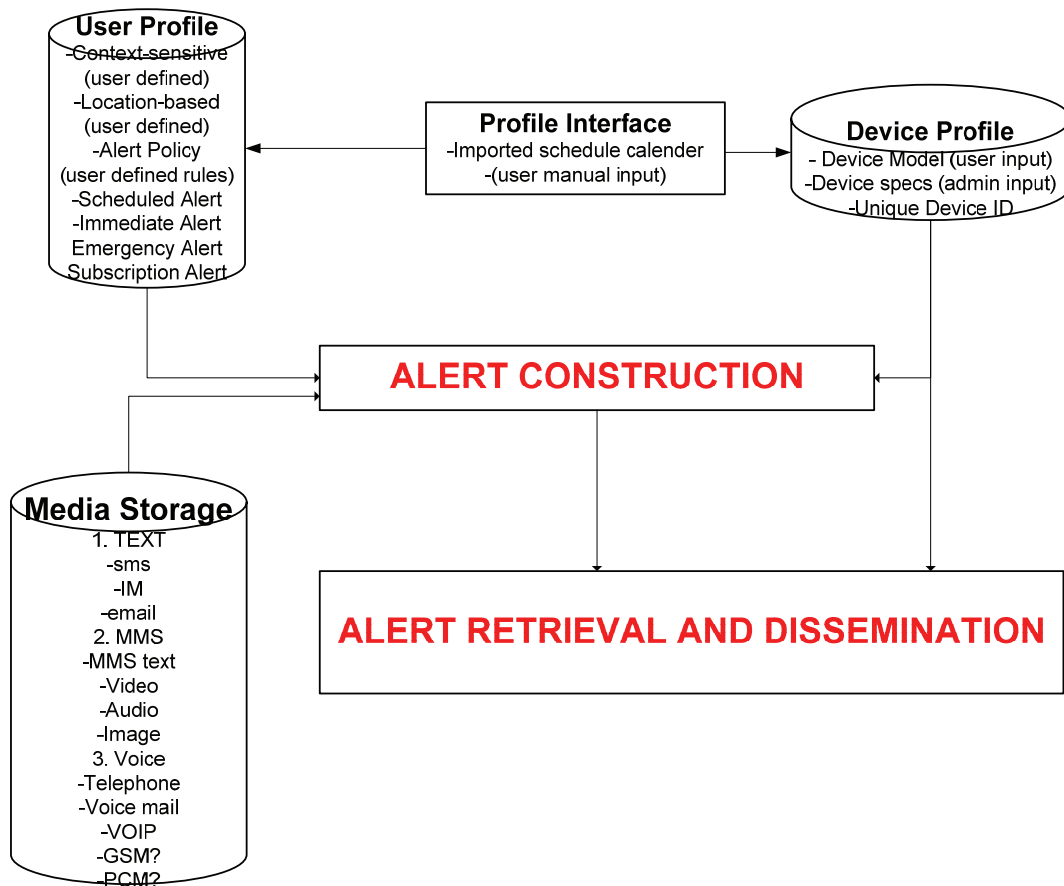 User Profile
-Context-sensitive
(user defined)
-Location-based
(user defined)
-Alert Policy
(user defined rules)
-Scheduled Alert
-Immediate Alert
Emergency Alert
Subscription Alert
Profile Interface
-Imported schedule calender
-(user manual input)
Device Profile
- Device Model (user input)
-Device specs (admin input)
-Unique Device ID
ALERT CONSTRUCTION
Media Storage
1. TEXT
-sms
-IM
-email
2. MMS
-MMS text
-Video
-Audio
-Image
3. Voice
-Telephone
-Voice mail
-VOIP
-GSM?
-PCM?
ALERT RETRIEVAL AND DISSEMINATION